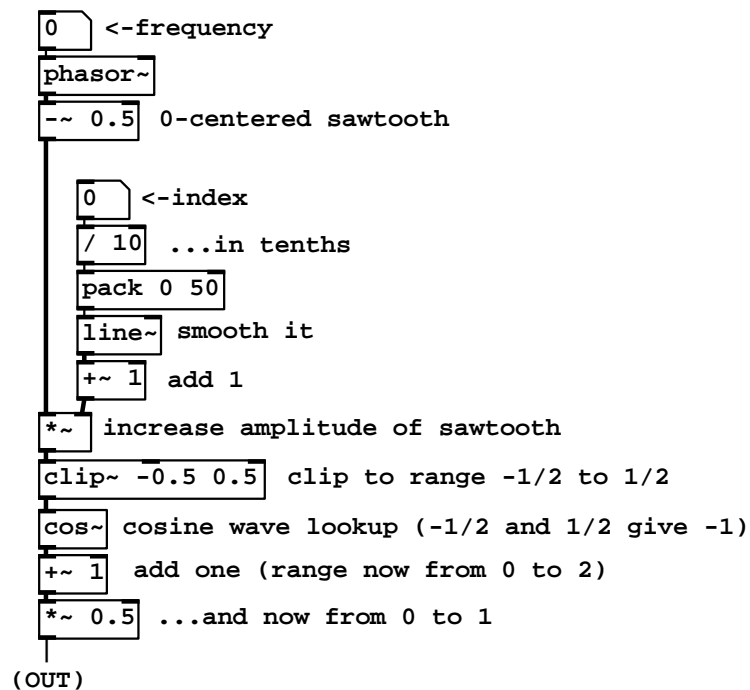 0 <-frequency
phasor~
-~ 0.5 0-centered sawtooth
0 <-index
/ 10 ...in tenths
pack 0 50
line~ smooth it
+~ 1 add 1
*~ increase amplitude of sawtooth
clip~ -0.5 0.5 clip to range -1/2 to 1/2
cos~ cosine wave lookup (-1/2 and 1/2 give -1)
+~ 1 add one (range now from 0 to 2)
*~ 0.5 ...and now from 0 to 1
(OUT)